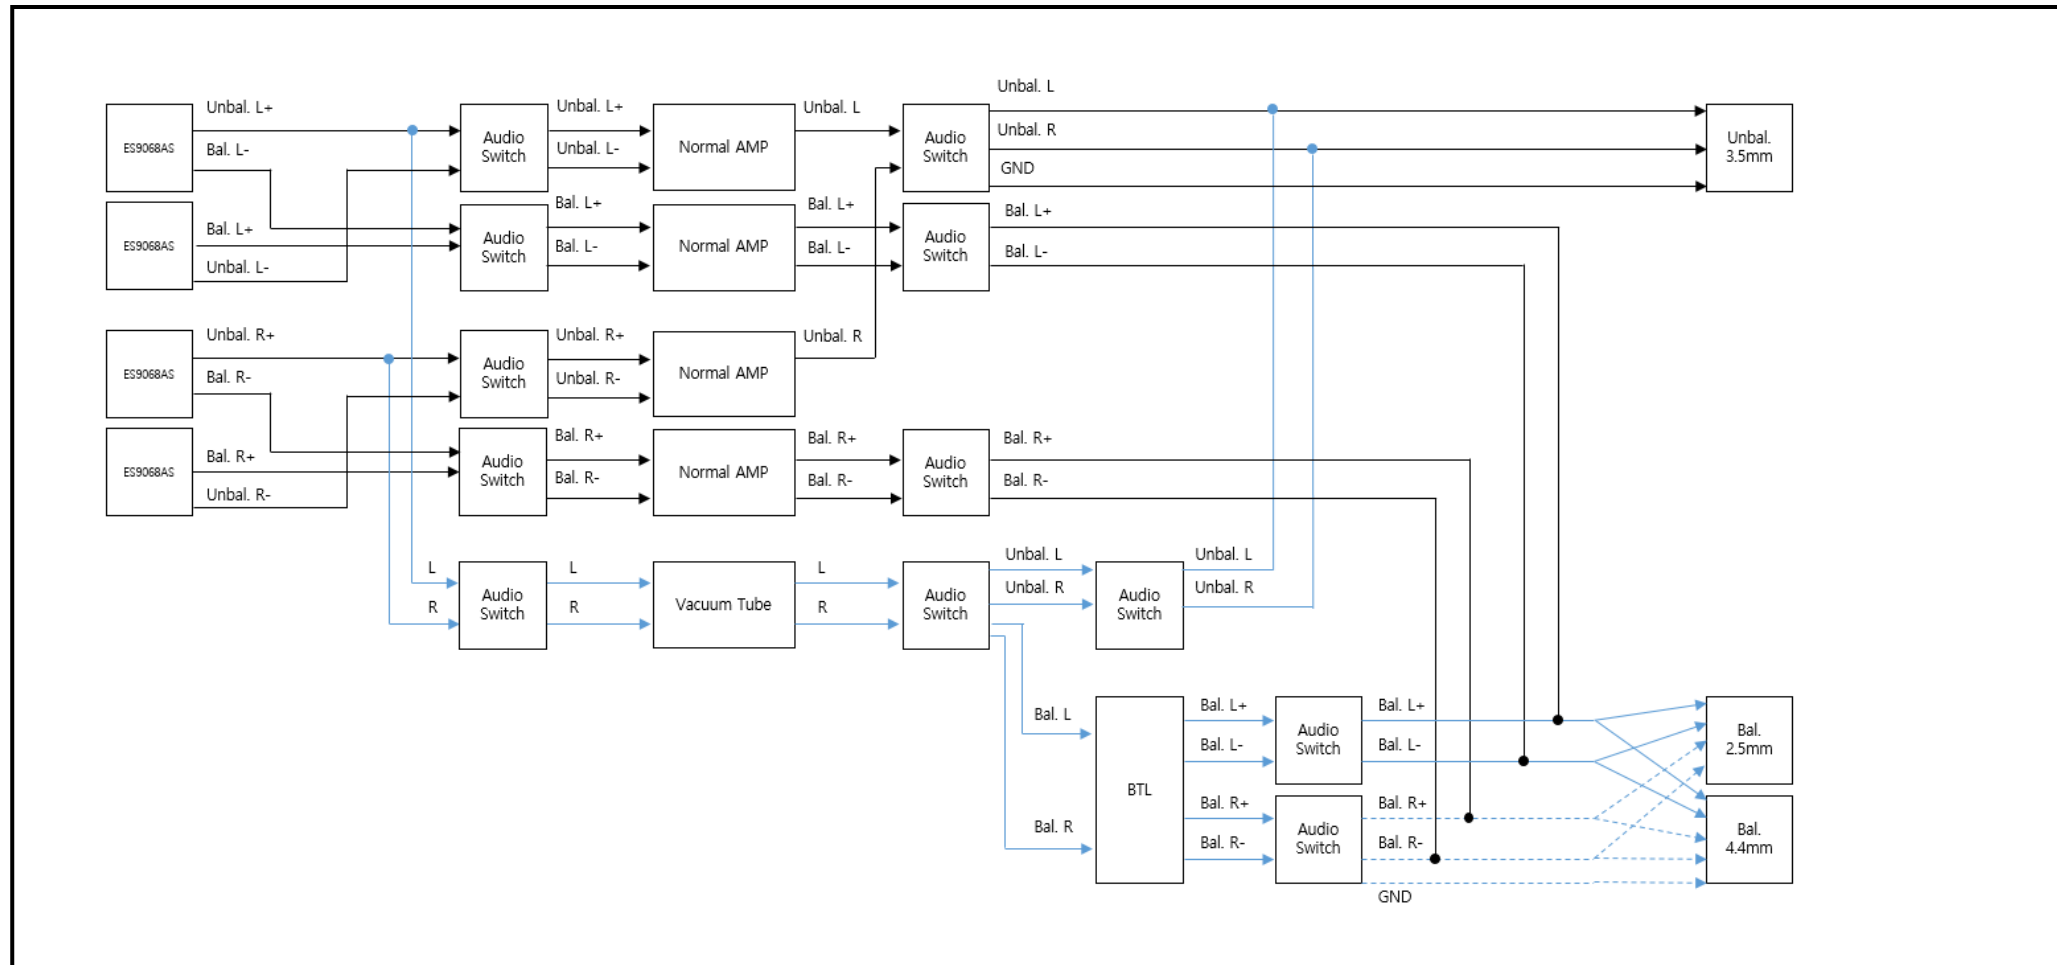 Unbal. L+
Bal. L-
ES9068AS
Bal. L+
Unbal. L-
ES9068AS
Unbal. R+
Bal. R-
ES9068AS
Bal. R+
Unbal. R-
ES9068AS
Audio
Switch
Audio
Switch
Audio
Switch
Audio
Switch
L
R
Audio
Switch
Unbal. L+
Unbal. L-
Bal. L+
Bal. L-
Unbal. R+
Unbal. R-
Bal. R+
Bal. R-
L
R
Normal AMP
Normal AMP
Normal AMP
Normal AMP
Vacuum Tube
Unbal. L
Bal. L+
Bal. L-
Unbal. R
Bal. R+
Bal. R-
L
R
Audio
Switch
Audio
Switch
Audio
Switch
Audio
Switch
Unbal. L
Unbal. R
GND
Bal. L+
Bal. L-
Bal. R+
Bal. R-
Unbal. L
Unbal. R
Audio
Switch
Unbal. L
Unbal. R
Bal. L
Bal. R
BTL
Bal. L+
Bal. L-
Bal. R+
Bal. R-
Audio
Switch
Audio
Switch
Bal. L+
Bal. L-
Bal. R+
Bal. R-
GND
Unbal.
3.5mm
Bal.
2.5mm
Bal.
4.4mm